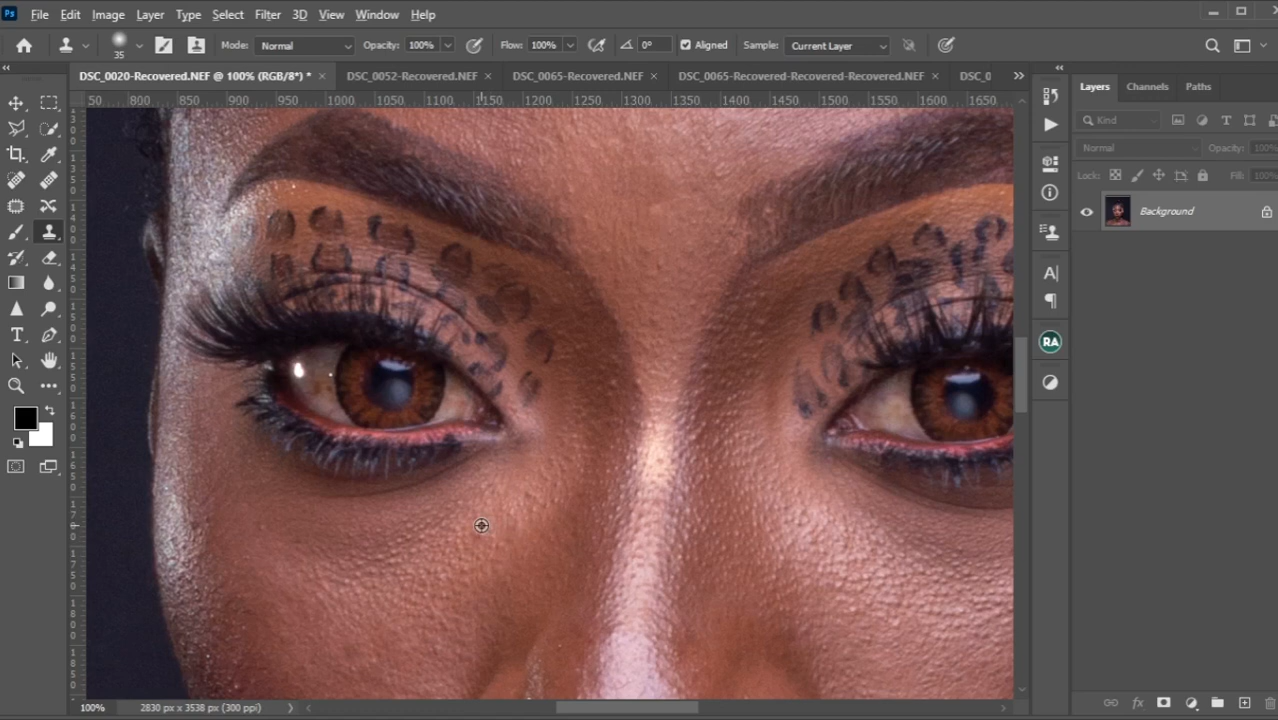 Ps File Edit Image Layer Type Select Filter 3D View Window Help
35 Mode: Normal Opacity: 100% Flow: 100% 0° Aligned Sample: Current Layer
DSC_0020-Recovered.NEF @ 100% (RGB/8*) * × DSC_0052-Recovered.NEF × DSC_0065-Recovered.NEF × DSC_0065-Recovered-Recovered-Recovered.NEF × DSC_0
50 800 850 900 950 1000 1050 1100 1150 1200 1250 1300 1350 1400 1450 1500 1550 1600 1650
Layers Channels Paths
Kind
Normal Opacity: 100%
Lock: Fill: 100%
Background
RA
100% 2830 px x 3538 px (300 ppi)